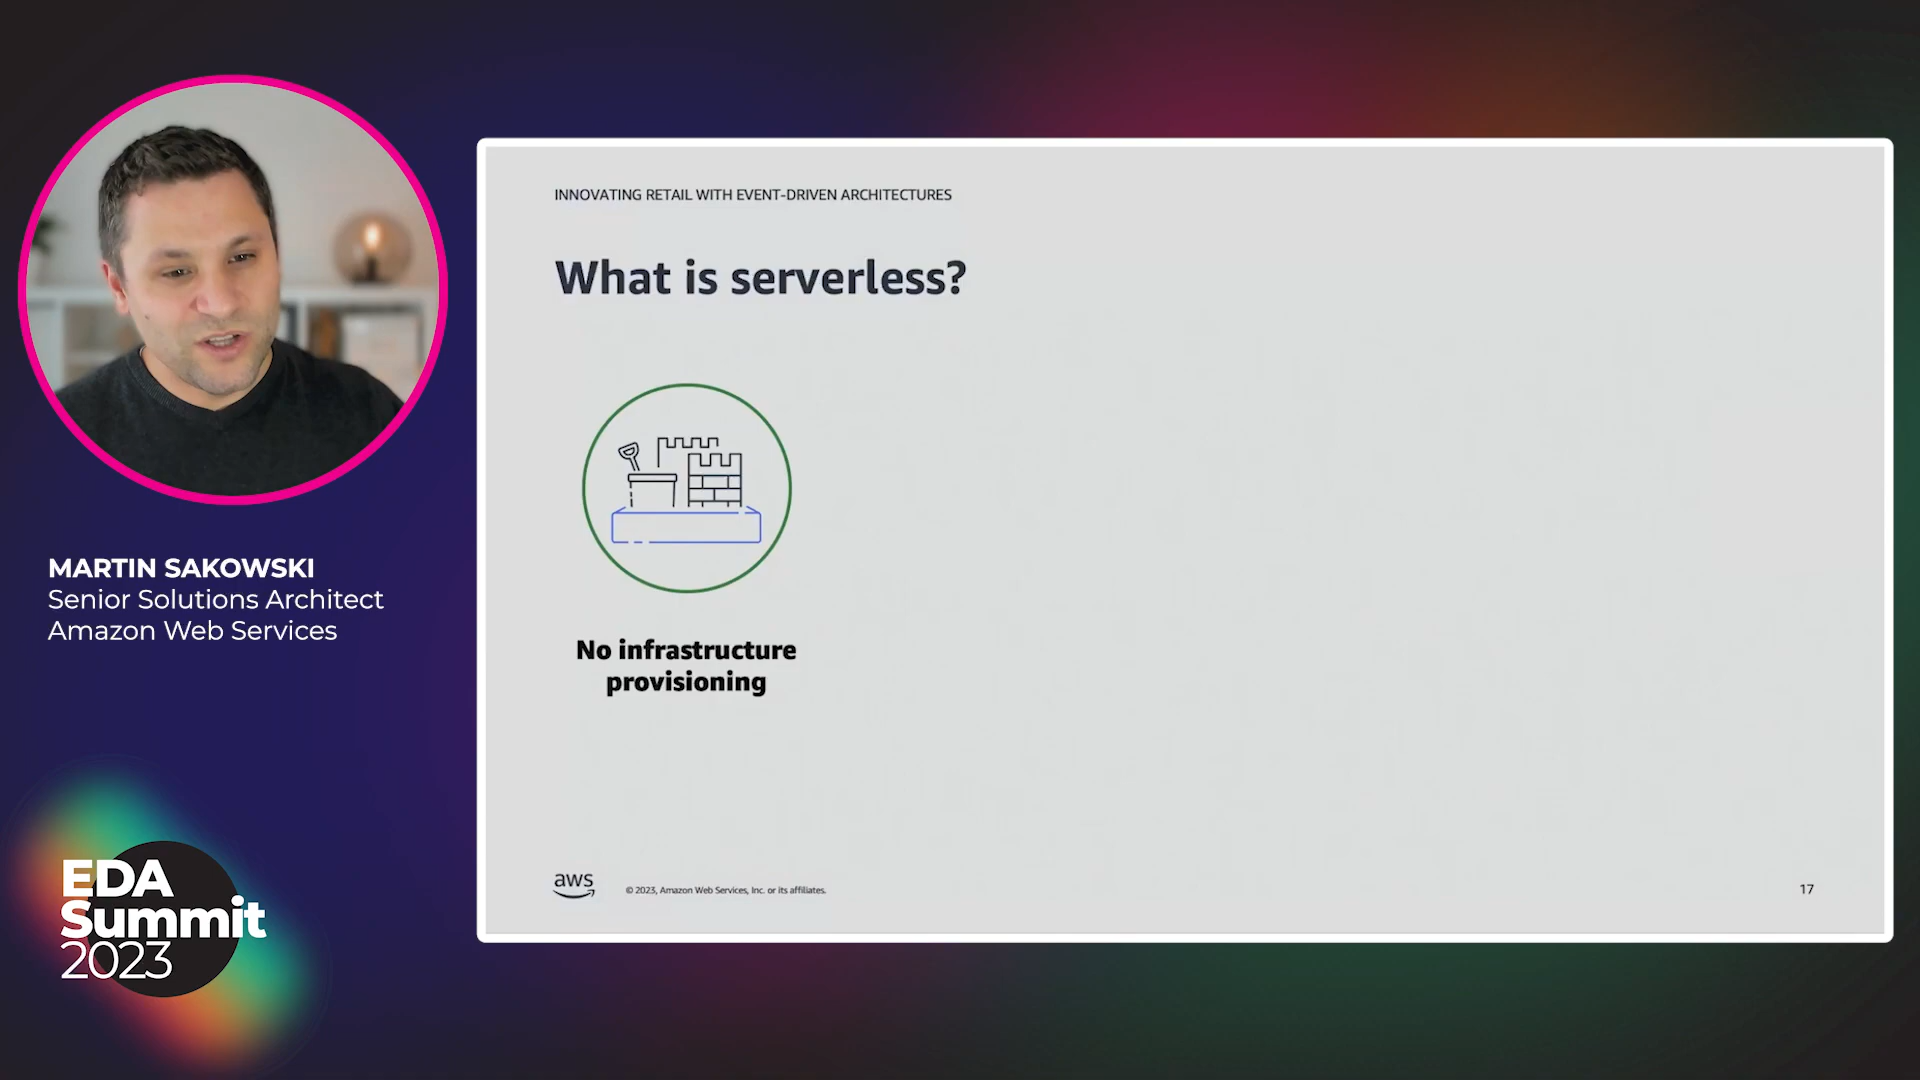 MARTIN SAKOWSKI
Senior Solutions Architect
Amazon Web Services
EDA
Summit
2023
INNOVATING RETAIL WITH EVENT-DRIVEN ARCHITECTURES
What is serverless?
No infrastructure
provisioning
aws
© 2023, Amazon Web Services, Inc. or its affiliates.
17